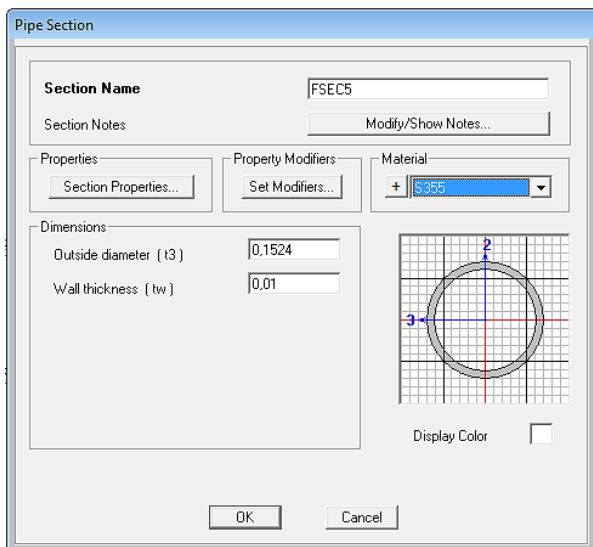 Pipe Section
Section Name FSEC5
Section Notes Modify/Show Notes...
Properties Property Modifiers Material
Section Properties... Set Modifiers... + S355
Dimensions
Outside diameter ( t3 ) 0,1524
Wall thickness ( tw ) 0,01
2
3
Display Color
OK Cancel